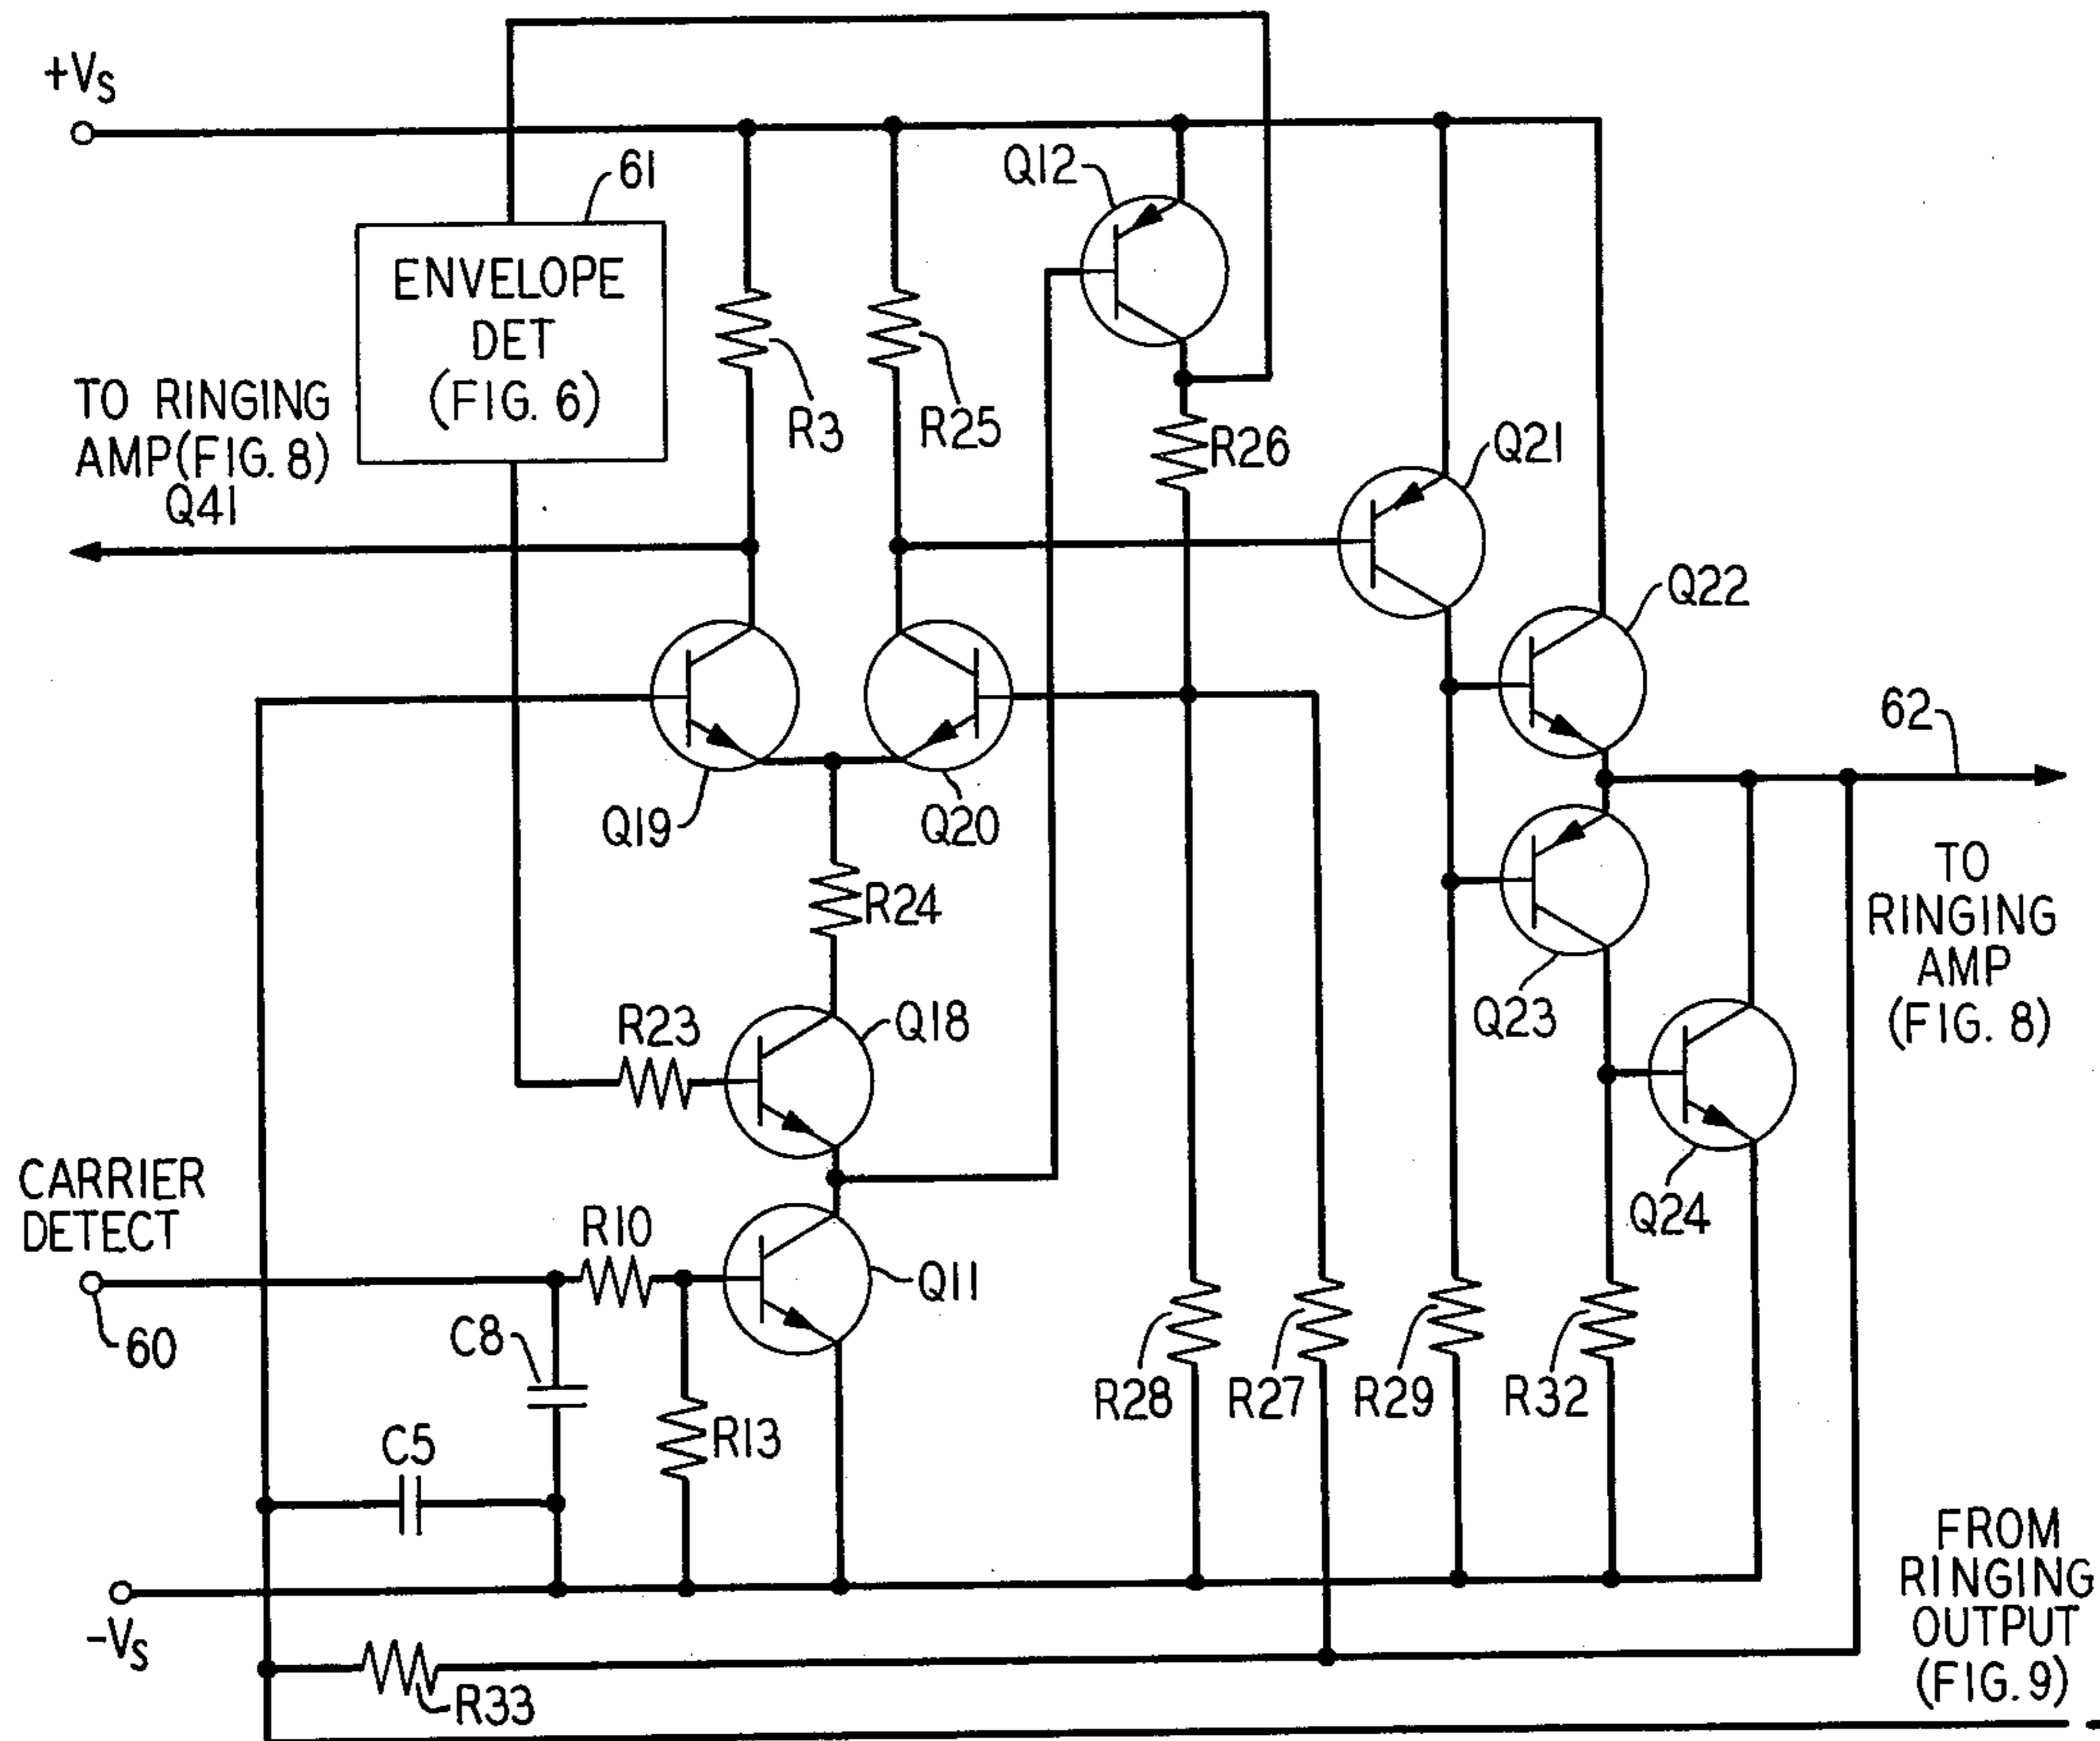 +VS
61
Q12
ENVELOPE
DET
(FIG. 6)
TO RINGING
AMP(FIG. 8)
Q41
R3
R25
R26
Q21
Q22
62
Q19
Q20
TO
RINGING
AMP
(FIG. 8)
R24
Q23
R23
Q18
CARRIER
DETECT
R10
Q11
Q24
60
C8
R28
R27
R29
R32
C5
R13
FROM
RINGING
OUTPUT
(FIG. 9)
-VS
R33